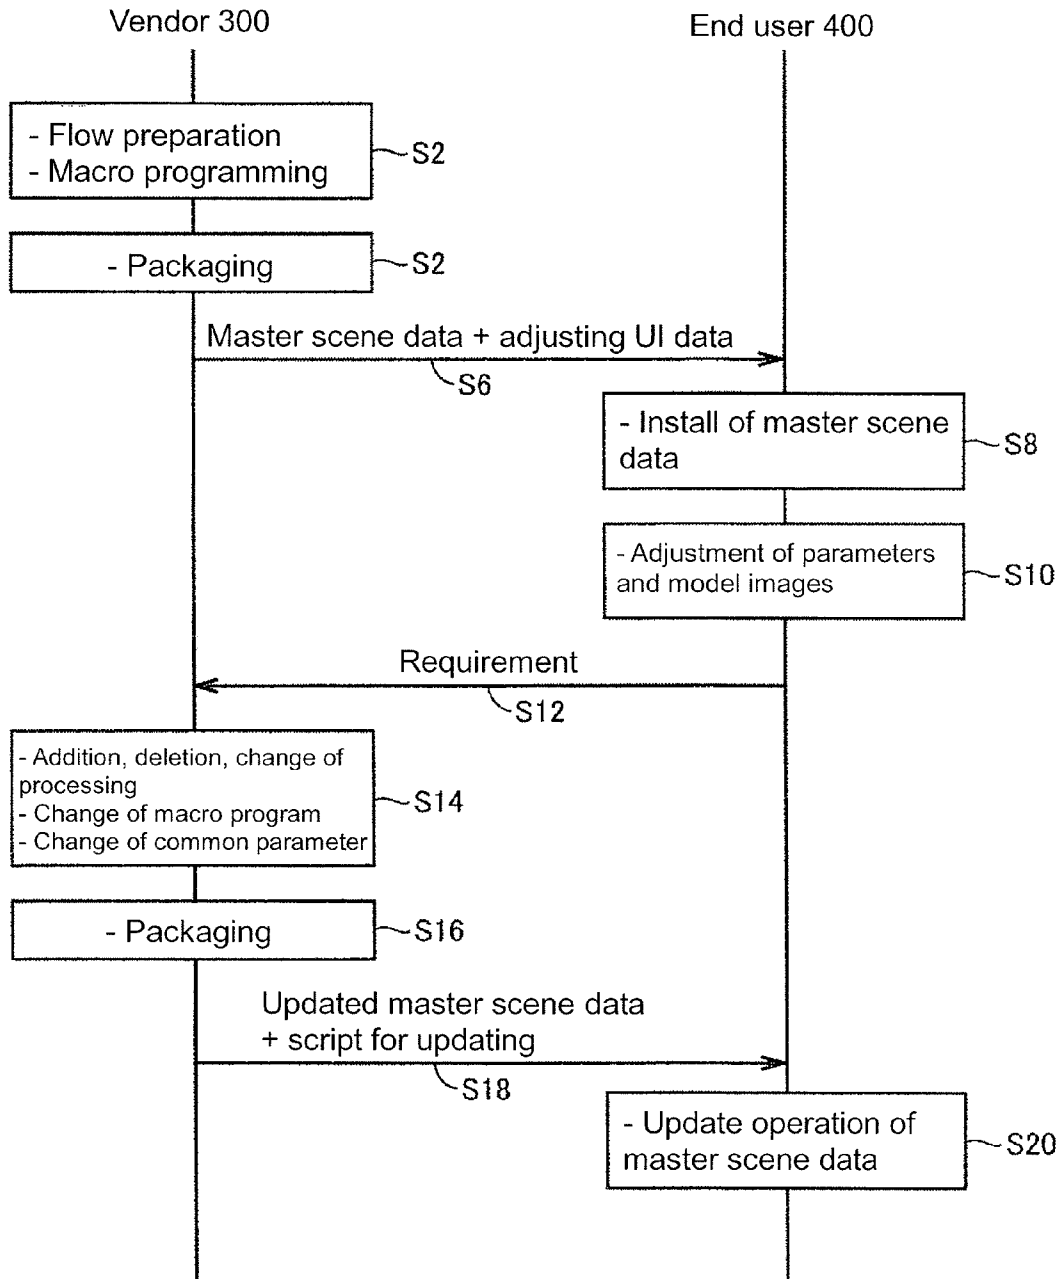 Vendor 300
End user 400
- Flow preparation
- Macro programming
S2
- Packaging
S2
Master scene data + adjusting UI data
S6
- Install of master scene
data
S8
- Adjustment of parameters
and model images
S10
Requirement
S12
- Addition, deletion, change of
processing
- Change of macro program
- Change of common parameter
S14
- Packaging
S16
Updated master scene data
+ script for updating
S18
- Update operation of
master scene data
S20